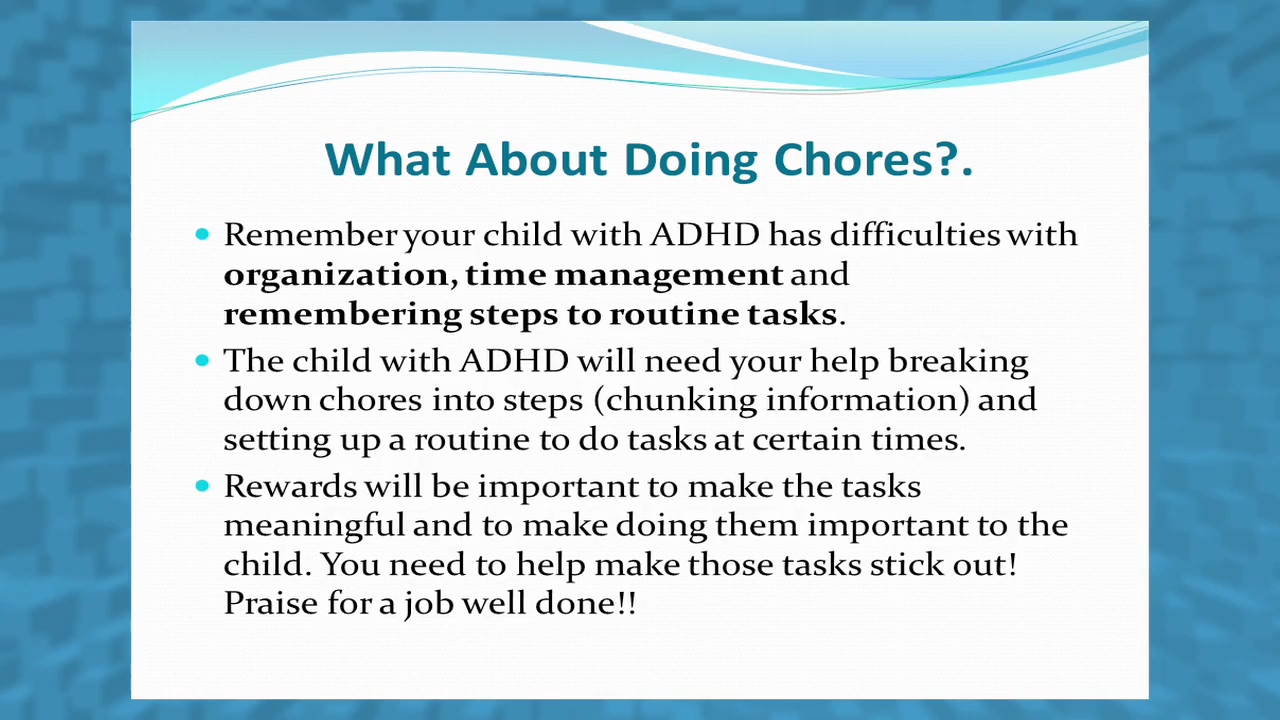 What About Doing Chores?.
Remember your child with ADHD has difficulties with
organization, time management and
remembering steps to routine tasks.
The child with ADHD will need your help breaking
down chores into steps (chunking information) and
setting up a routine to do tasks at certain times.
Rewards will be important to make the tasks
meaningful and to make doing them important to the
child. You need to help make those tasks stick out!
Praise for a job well done!!